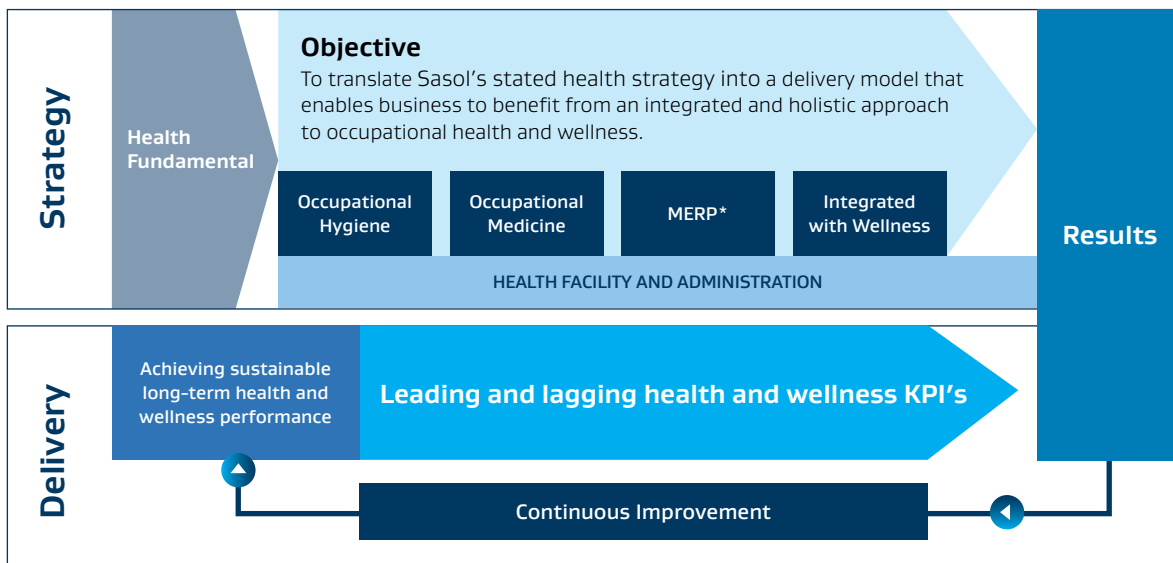 Strategy
Health
Fundamental
Objective
To translate Sasol's stated health strategy into a delivery model that
enables business to benefit from an integrated and holistic approach
to occupational health and wellness.
Occupational
Hygiene
Occupational
Medicine
MERP*
Integrated
with Wellness
HEALTH FACILITY AND ADMINISTRATION
Results
Delivery
Achieving sustainable
long-term health and
wellness performance
Leading and lagging health and wellness KPI's
Continuous Improvement